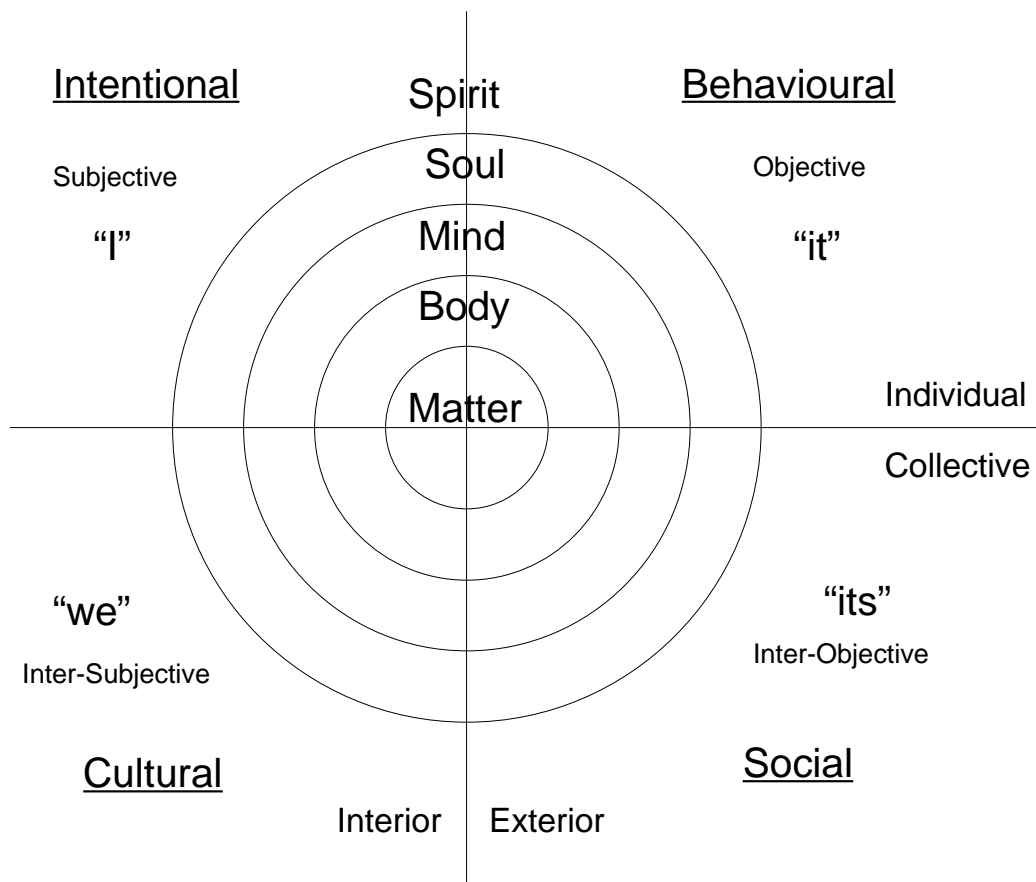 Intentional
Spirit
Behavioural
Subjective
Soul
Objective
“I”
Mind
“it”
Body
Matter
Individual
Collective
“we”
“its”
Inter-Subjective
Inter-Objective
Cultural
Social
Interior
Exterior